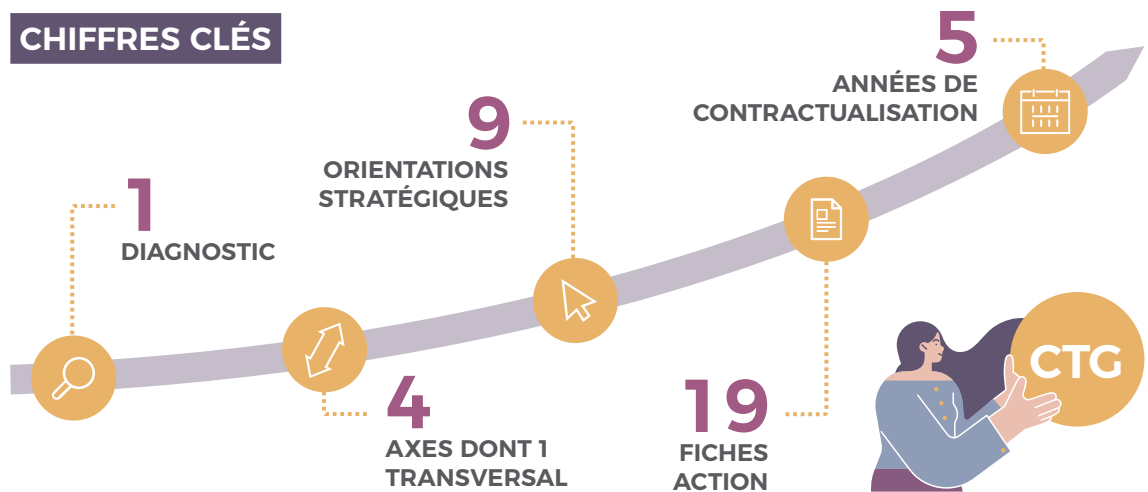 CHIFFRES CLÉS
1
DIAGNOSTIC
4
AXES DONT 1
TRANSVERSAL
9
ORIENTATIONS
STRATÉGIQUES
19
FICHES
ACTION
5
ANNÉES DE
CONTRACTUALISATION
CTG